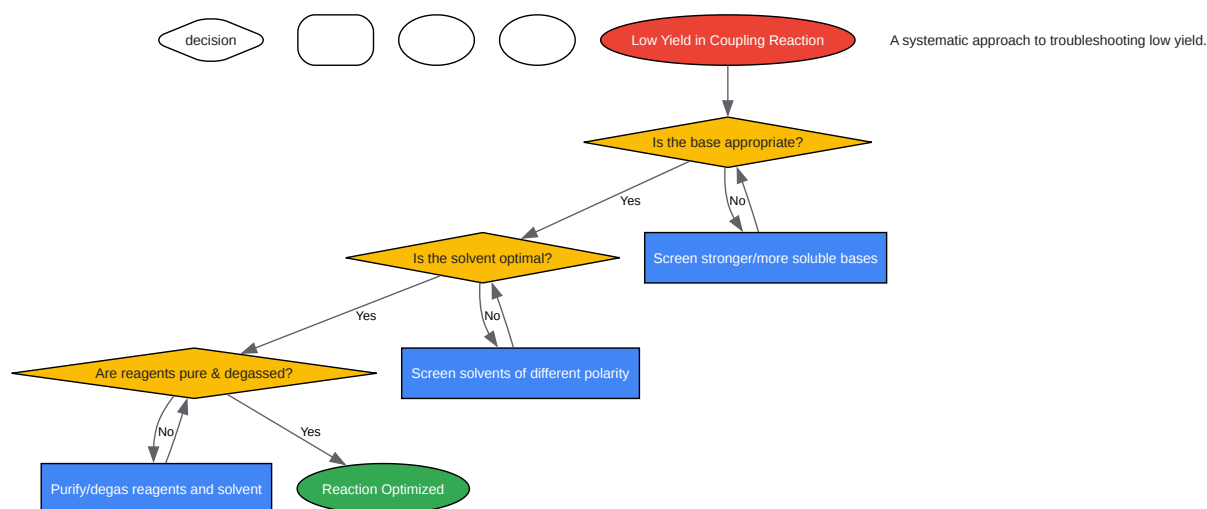 decision
Low Yield in Coupling Reaction
A systematic approach to troubleshooting low yield.
Is the base appropriate?
Yes
No
Is the solvent optimal?
Screen stronger/more soluble bases
Yes
No
Are reagents pure & degassed?
Screen solvents of different polarity
No
Yes
Purify/degas reagents and solvent
Reaction Optimized